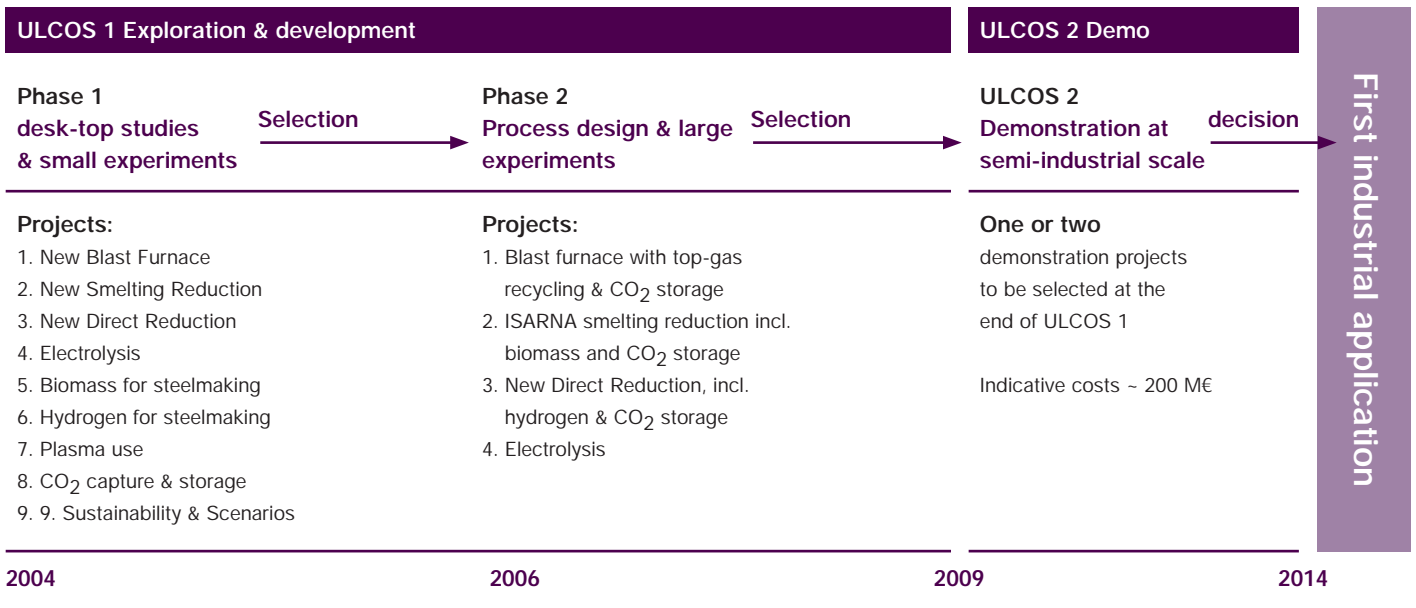 ULCOS 1 Exploration & development
ULCOS 2 Demo
Phase 1
desk-top studies
& small experiments
Selection
Phase 2
Process design & large
experiments
Selection
ULCOS 2
Demonstration at
semi-industrial scale
decision
First industrial application
Projects:
1. New Blast Furnace
2. New Smelting Reduction
3. New Direct Reduction
4. Electrolysis
5. Biomass for steelmaking
6. Hydrogen for steelmaking
7. Plasma use
8. CO2 capture & storage
9. 9. Sustainability & Scenarios
Projects:
1. Blast furnace with top-gas
recycling & CO2 storage
2. ISARNA smelting reduction incl.
biomass and CO2 storage
3. New Direct Reduction, incl.
hydrogen & CO2 storage
4. Electrolysis
One or two
demonstration projects
to be selected at the
end of ULCOS 1
Indicative costs ~ 200 M€
2004
2006
2009
2014